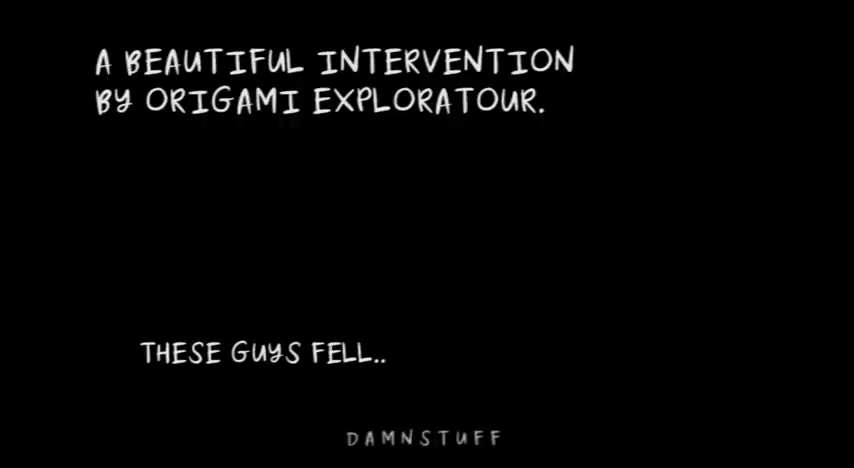 A BEAUTIFUL INTERVENTION
BY ORIGAMI EXPLORATOUR.
THESE GUYS FELL..
DAMNSTUFF